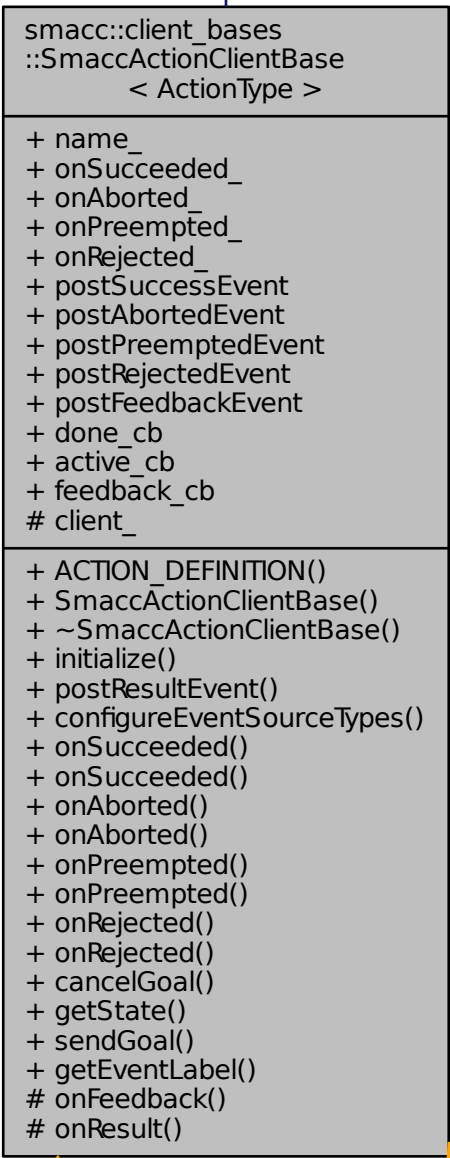 smacc::client_bases
::SmaccActionClientBase
< ActionType >
+ name_
+ onSucceeded_
+ onAborted_
+ onPreempted_
+ onRejected_
+ postSuccessEvent
+ postAbortedEvent
+ postPreemptedEvent
+ postRejectedEvent
+ postFeedbackEvent
+ done_cb
+ active_cb
+ feedback_cb
# client_
+ ACTION_DEFINITION()
+ SmaccActionClientBase()
+ ~SmaccActionClientBase()
+ initialize()
+ postResultEvent()
+ configureEventSourceTypes()
+ onSucceeded()
+ onSucceeded()
+ onAborted()
+ onAborted()
+ onPreempted()
+ onPreempted()
+ onRejected()
+ onRejected()
+ cancelGoal()
+ getState()
+ sendGoal()
+ getEventLabel()
# onFeedback()
# onResult()